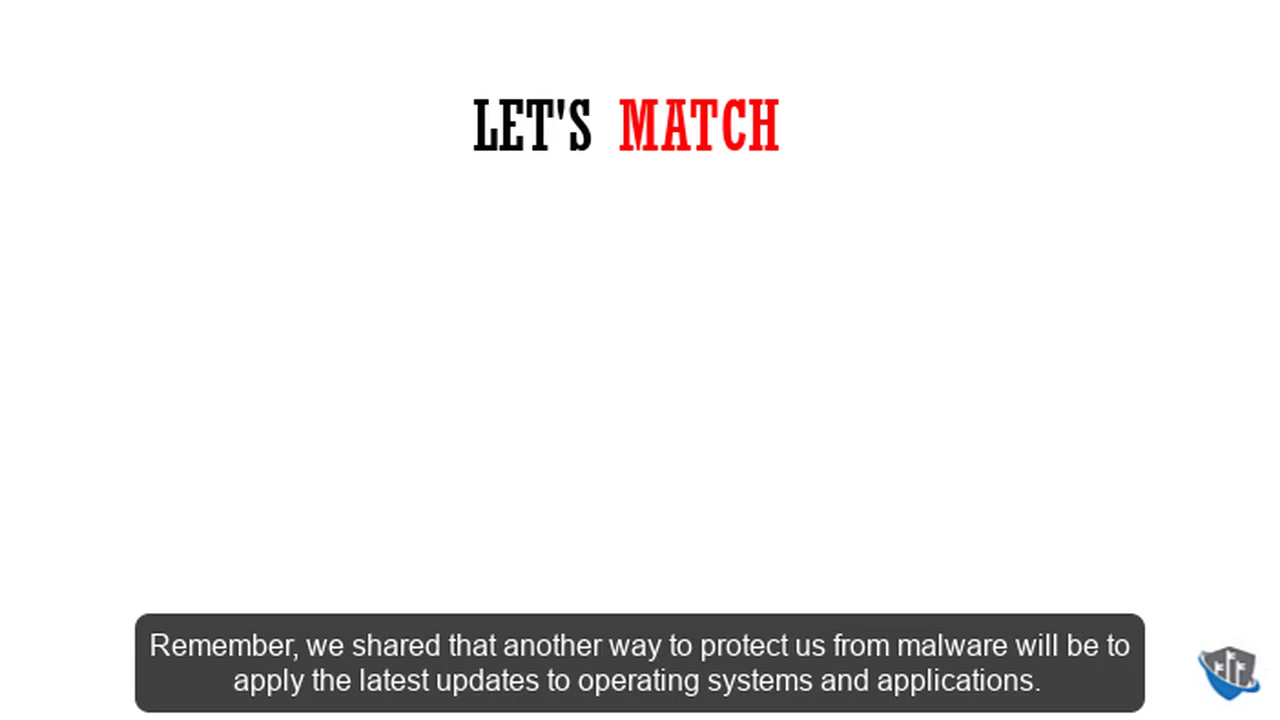 LET'S MATCH
Remember, we shared that another way to protect us from malware will be to
apply the latest updates to operating systems and applications.